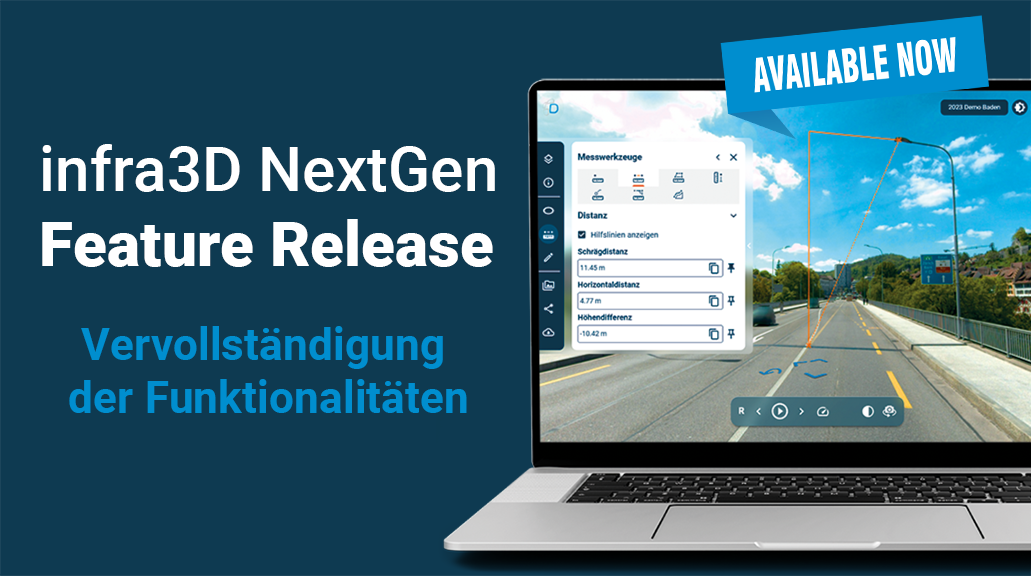 AVAILABLE NOW
infra3D NextGen
Feature Release
Vervollständigung
der Funktionalitäten
D
2023 Demo Baden
Messwerkzeuge
Distanz
Hilfslinien anzeigen
Schrägdistanz
11.45 m
Horizontaldistanz
4.77 m
Höhendifferenz
-10.42 m
R